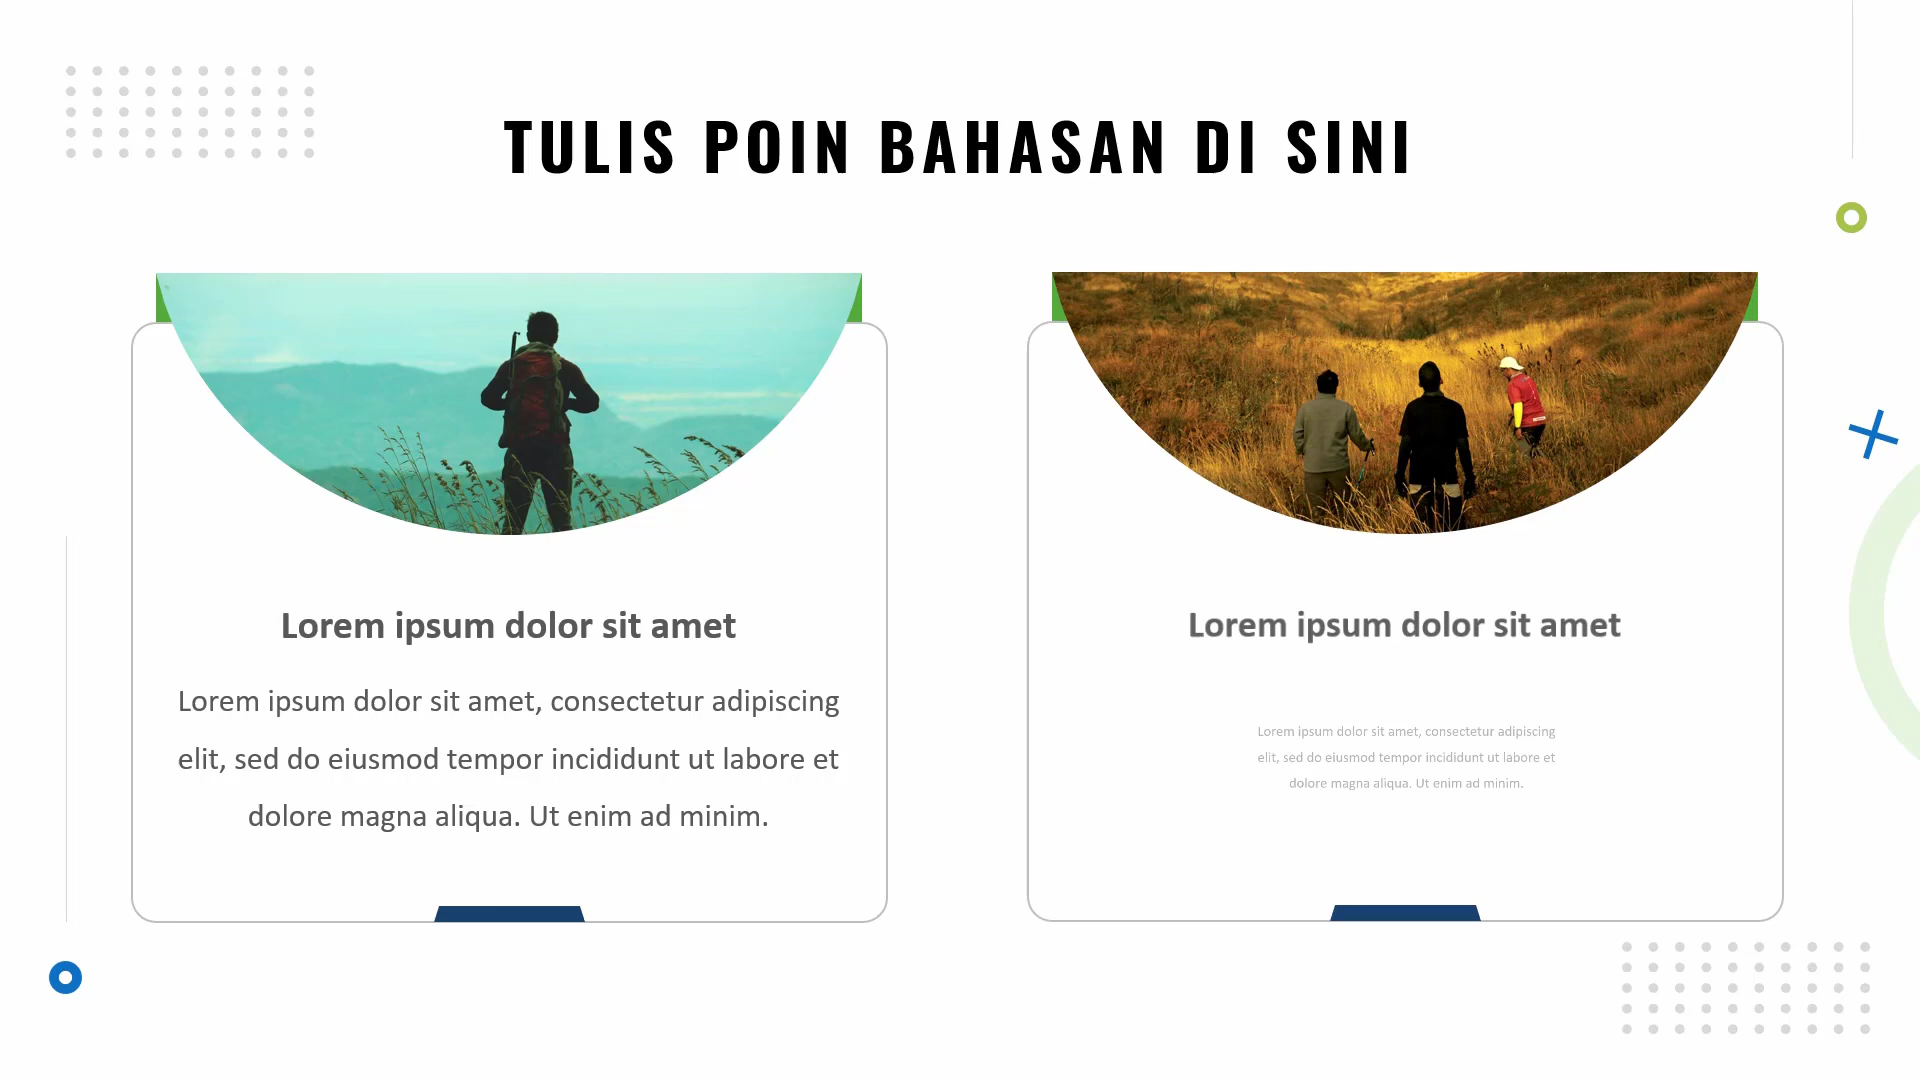 TULIS POIN BAHASAN DI SINI
Lorem ipsum dolor sit amet
Lorem ipsum dolor sit amet, consectetur adipiscing
elit, sed do eiusmod tempor incididunt ut labore et
dolore magna aliqua. Ut enim ad minim.
Lorem ipsum dolor sit amet
Lorem ipsum dolor sit amet, consectetur adipiscing
elit, sed do eiusmod tempor incididunt ut labore et
dolore magna aliqua. Ut enim ad minim.